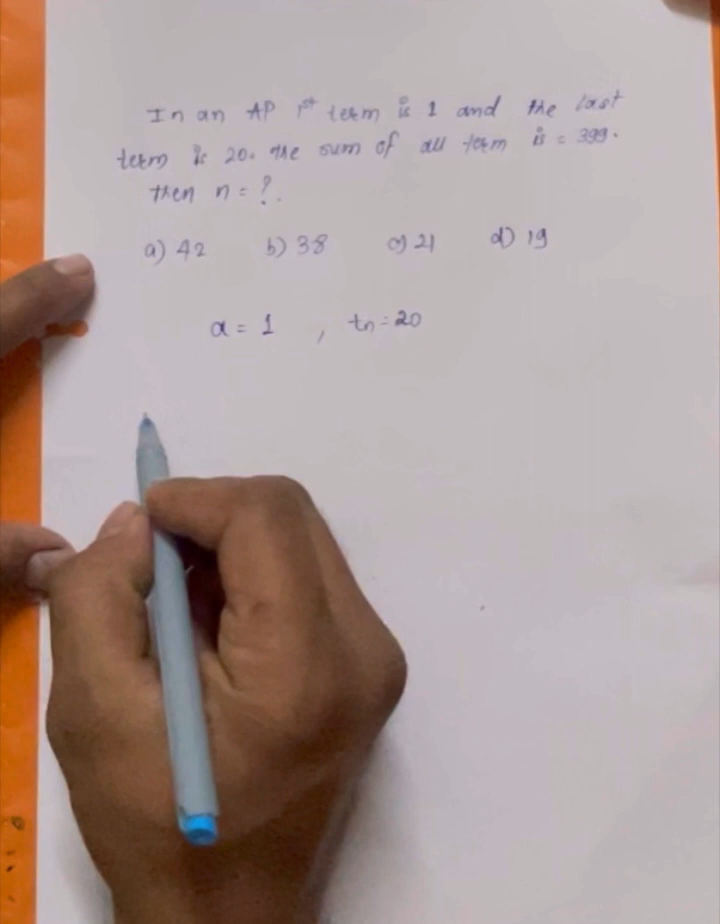 In an AP 1st term is 1 and the last
term is 20. the sum of all term is = 399.
then n = ?.
a) 42 b) 38 c) 21 d) 19
a = 1 , tn = 20